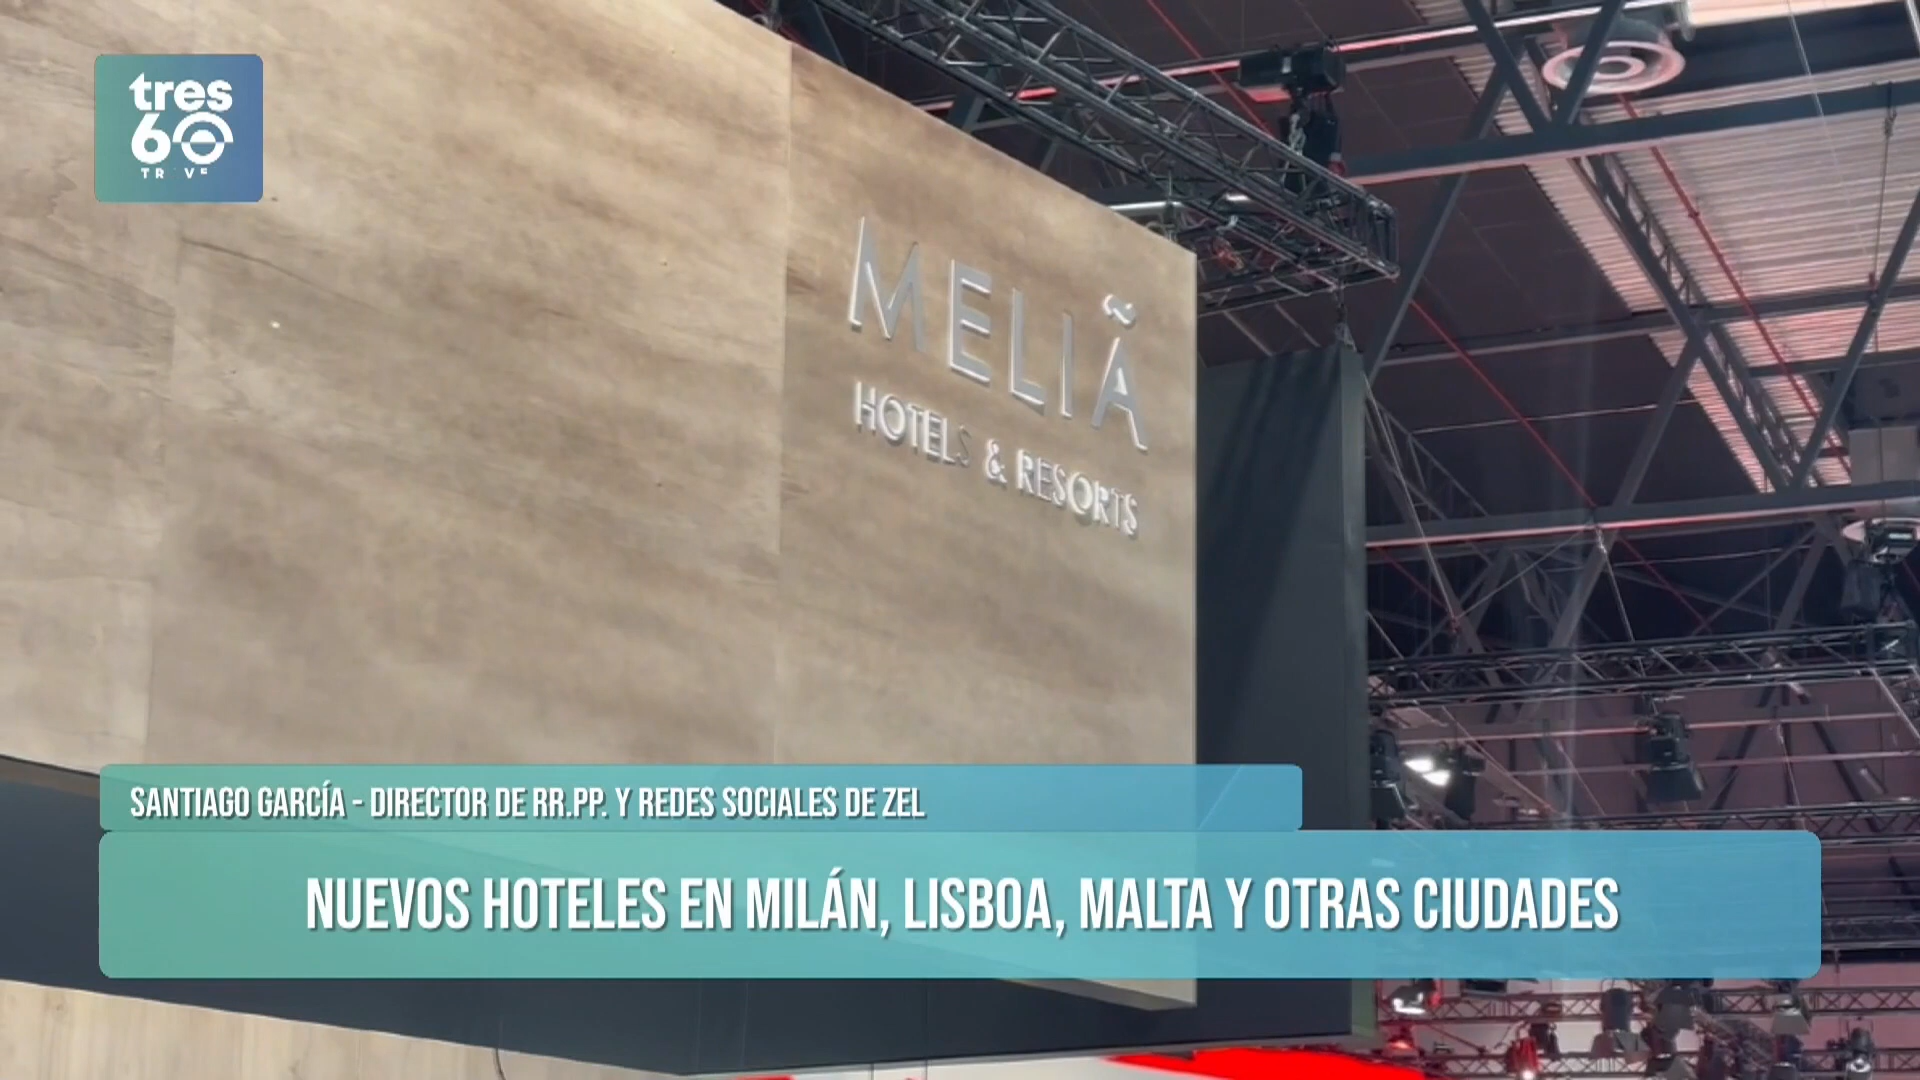 tres
60
MELIÃ
HOTELS & RESORTS
SANTIAGO GARCÍA - DIRECTOR DE RR.PP. Y REDES SOCIALES DE ZEL
NUEVOS HOTELES EN MILÁN, LISBOA, MALTA Y OTRAS CIUDADES